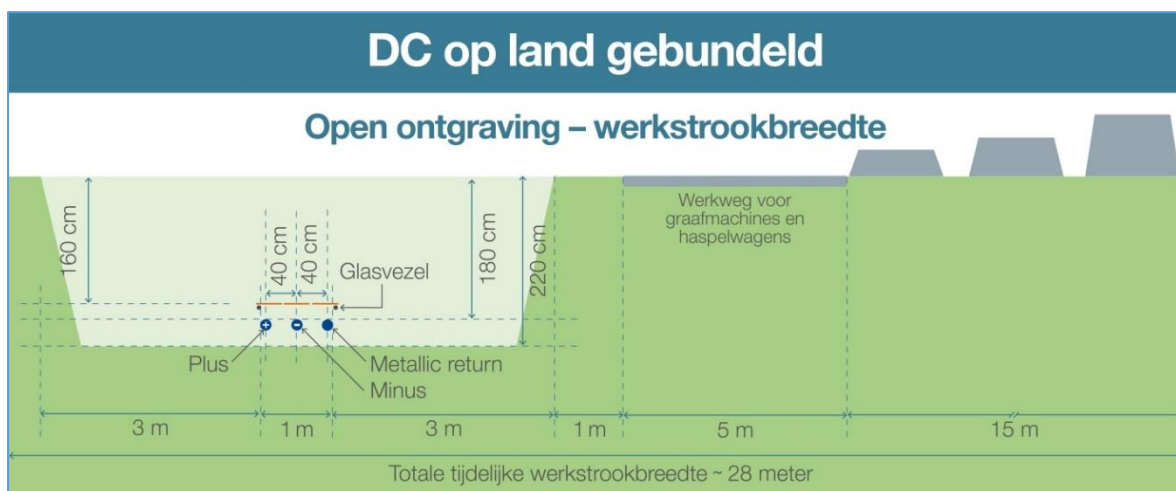 DC op land gebundeld
Open ontgraving – werkstrookbreedte
Werkweg voor
graafmachines en
haspelwagens
160 cm
40 cm
40 cm
180 cm
220 cm
Glasvezel
+
−
Plus
Metallic return
Minus
3 m
1 m
3 m
1 m
5 m
15 m
Totale tijdelijke werkstrookbreedte ~ 28 meter